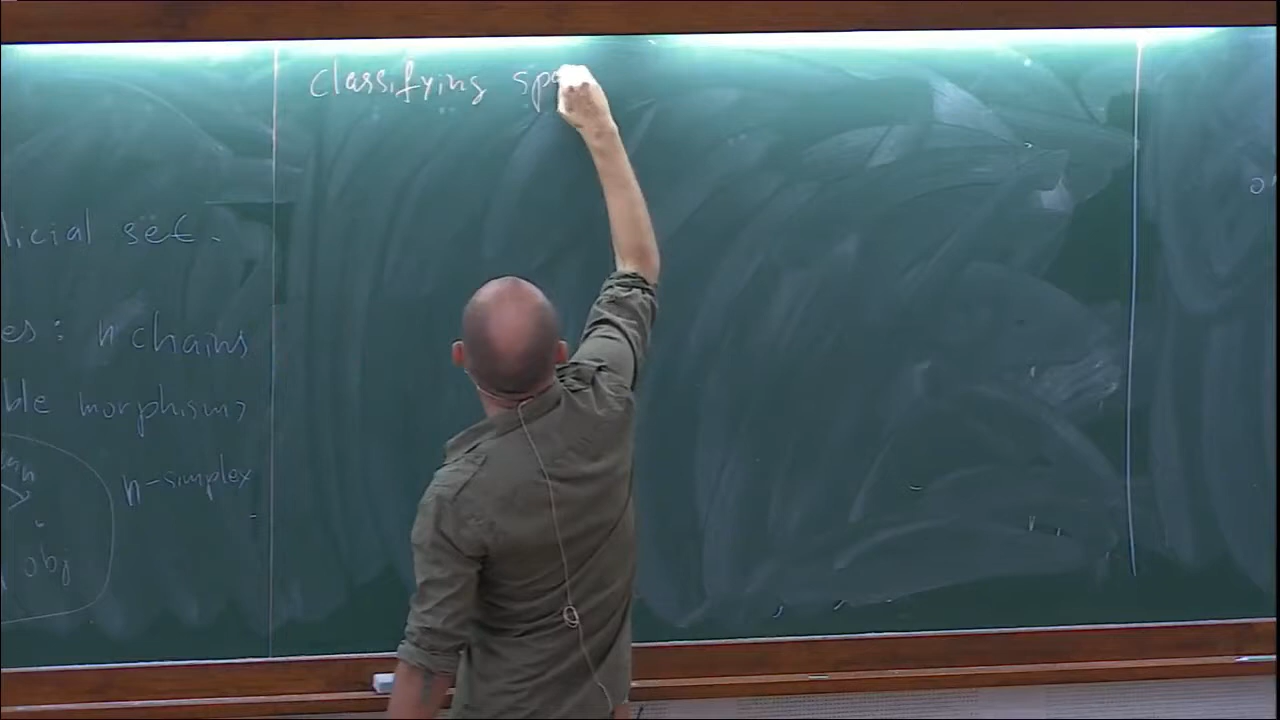 classifying sp
licial set.
es: n chains
ble morphisms
n
n-simplex
obj